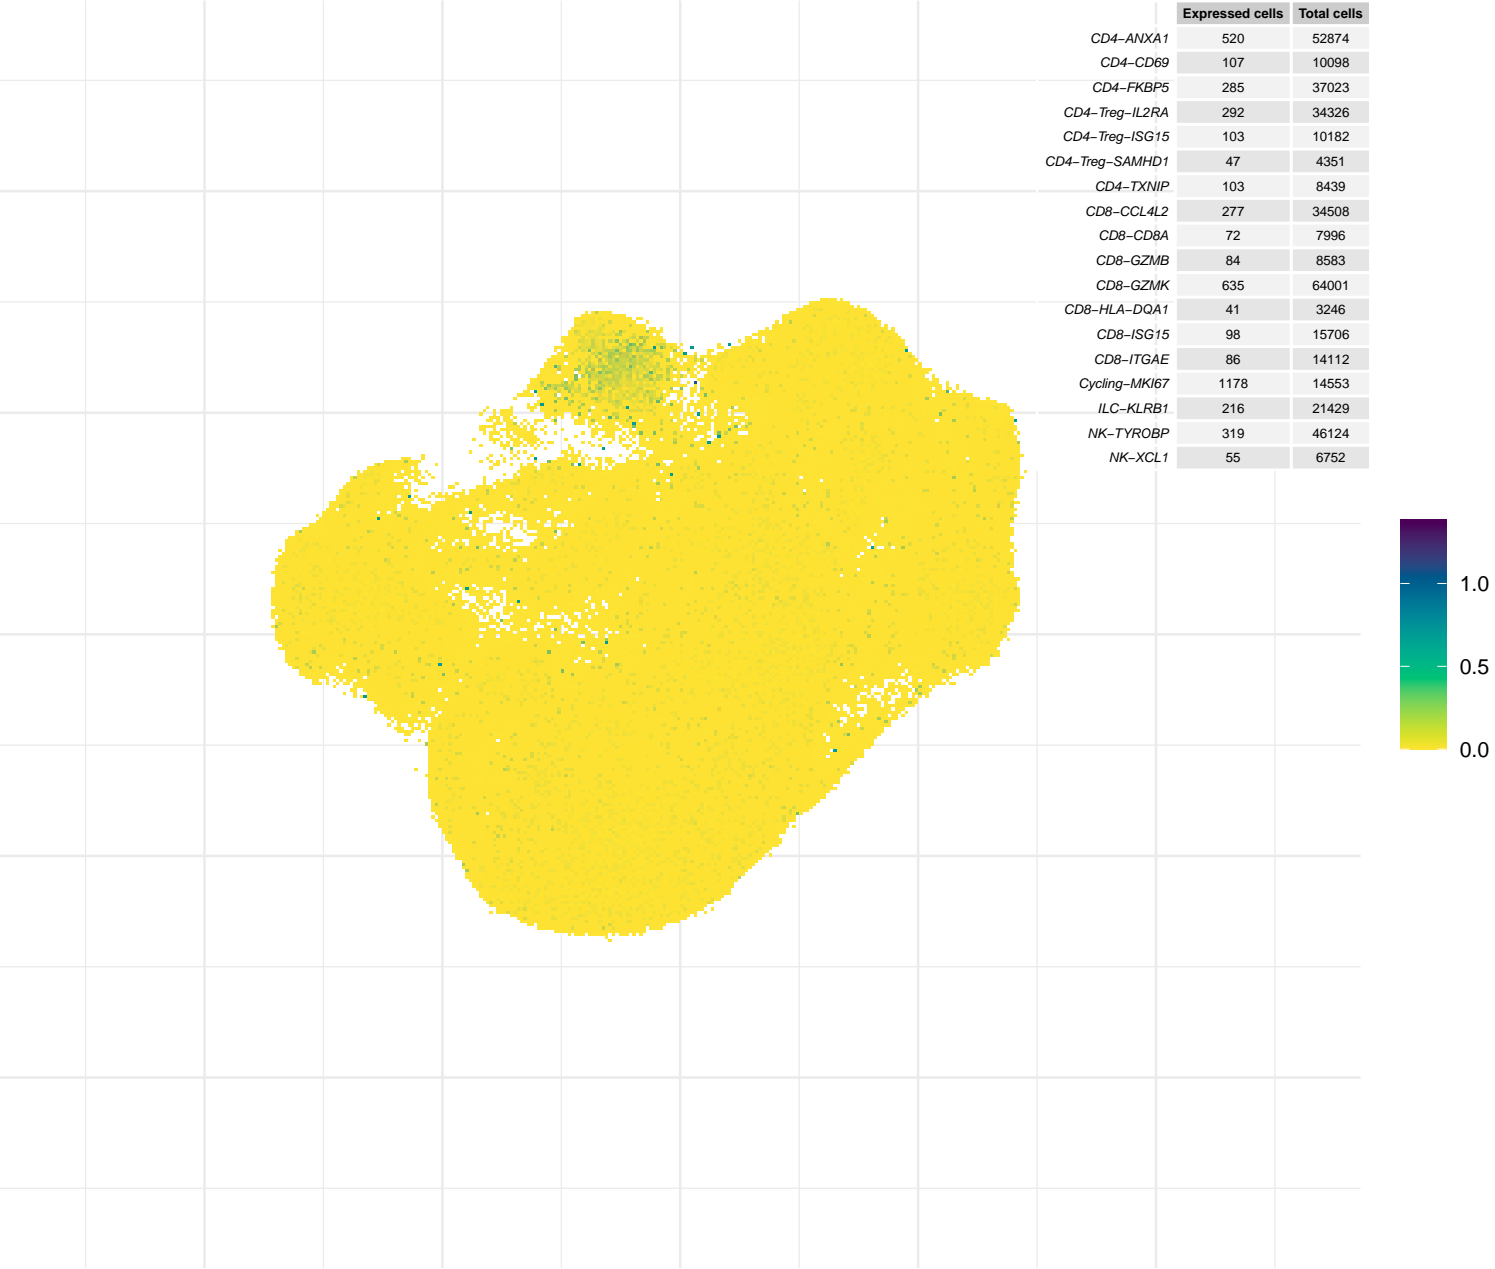 Expressed cells Total cells
CD4−ANXA1 520 52874
CD4−CD69 107 10098
CD4−FKBP5 285 37023
CD4−Treg−IL2RA 292 34326
CD4−Treg−ISG15 103 10182
CD4−Treg−SAMHD1 47 4351
CD4−TXNIP 103 8439
CD8−CCL4L2 277 34508
CD8−CD8A 72 7996
CD8−GZMB 84 8583
CD8−GZMK 635 64001
CD8−HLA−DQA1 41 3246
CD8−ISG15 98 15706
CD8−ITGAE 86 14112
Cycling−MKI67 1178 14553
ILC−KLRB1 216 21429
NK−TYROBP 319 46124
NK−XCL1 55 6752
1.0
0.5
0.0